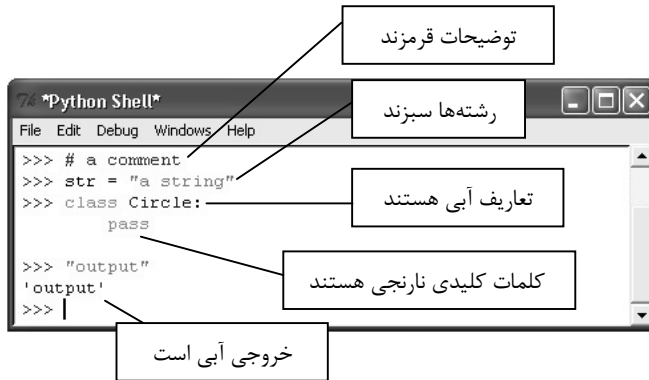 توضیحات قرمزند
*Python Shell*
رشته‌ها سبزند
File Edit Debug Windows Help
>>> # a comment
>>> str = "a string"
>>> class Circle:
تعاریف آبی هستند
pass
>>> "output"
کلمات کلیدی نارنجی هستند
'output'
>>>
خروجی آبی است